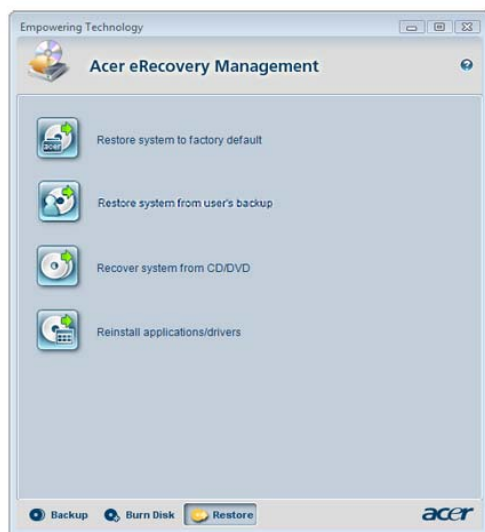 Empowering Technology
Acer eRecovery Management
acer
Restore system to factory default
Restore system from user's backup
Recover system from CD/DVD
Reinstall applications/drivers
Backup Burn Disk Restore acer